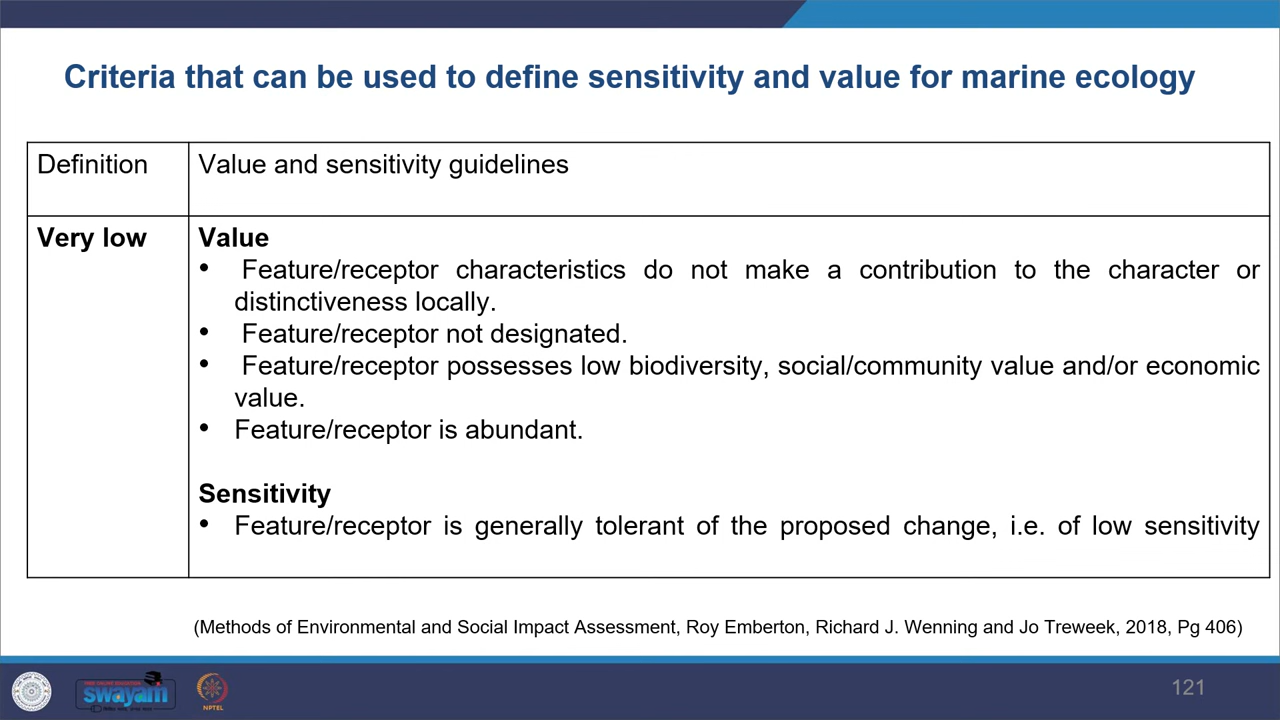 Criteria that can be used to define sensitivity and value for marine ecology
Definition
Value and sensitivity guidelines
Very low
Value
• Feature/receptor characteristics do not make a contribution to the character or
distinctiveness locally.
• Feature/receptor not designated.
• Feature/receptor possesses low biodiversity, social/community value and/or economic
value.
• Feature/receptor is abundant.
Sensitivity
• Feature/receptor is generally tolerant of the proposed change, i.e. of low sensitivity
(Methods of Environmental and Social Impact Assessment, Roy Emberton, Richard J. Wenning and Jo Treweek, 2018, Pg 406)
swayam
NPTEL
121